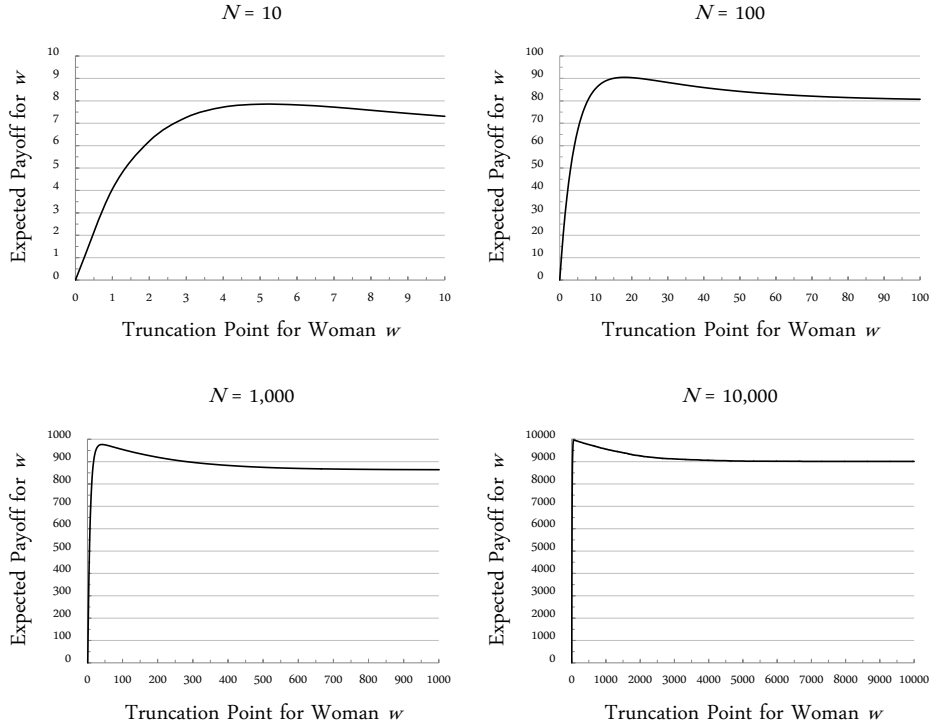 N = 10
Expected Payoff for w
10
9
8
7
6
5
4
3
2
1
0
0 1 2 3 4 5 6 7 8 9 10
Truncation Point for Woman w
N = 100
Expected Payoff for w
100
90
80
70
60
50
40
30
20
10
0
0 10 20 30 40 50 60 70 80 90 100
Truncation Point for Woman w
N = 1,000
Expected Payoff for w
1000
900
800
700
600
500
400
300
200
100
0
0 100 200 300 400 500 600 700 800 900 1000
Truncation Point for Woman w
N = 10,000
Expected Payoff for w
10000
9000
8000
7000
6000
5000
4000
3000
2000
1000
0
0 1000 2000 3000 4000 5000 6000 7000 8000 9000 10000
Truncation Point for Woman w